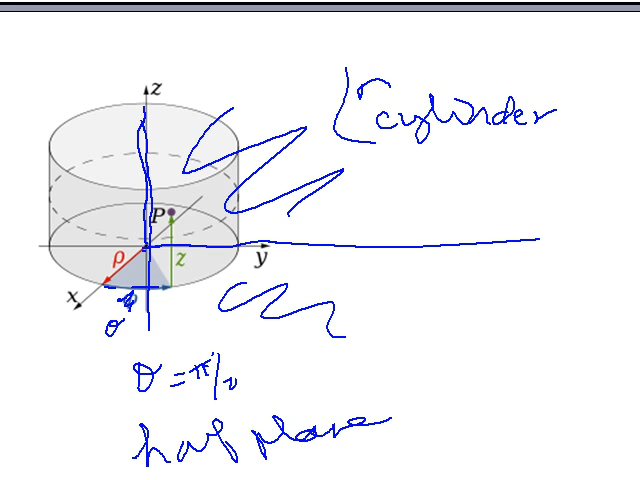 z
cylinder
P
ρ
z
y
x
σ
θ = π/2
half plane